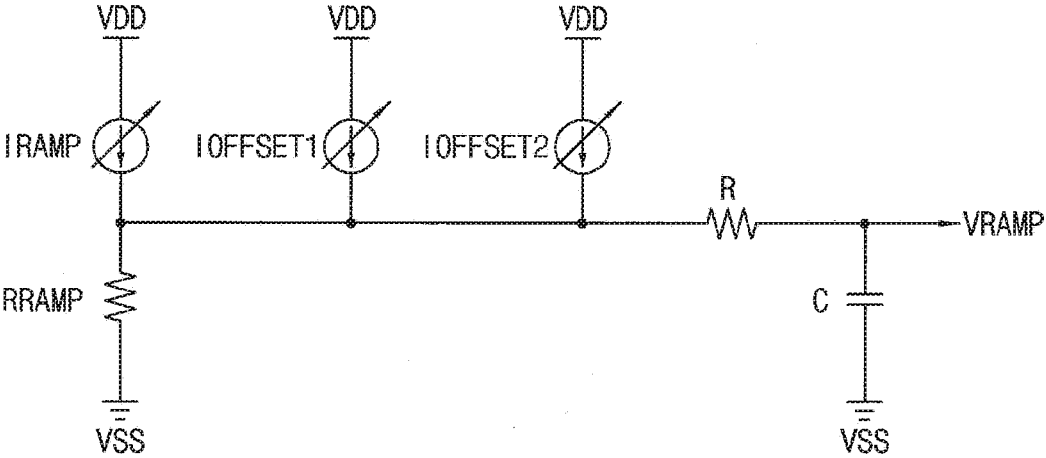 VDD VDD VDD
IRAMP IOFFSET1 IOFFSET2
R
VRAMP
RRAMP C
VSS VSS